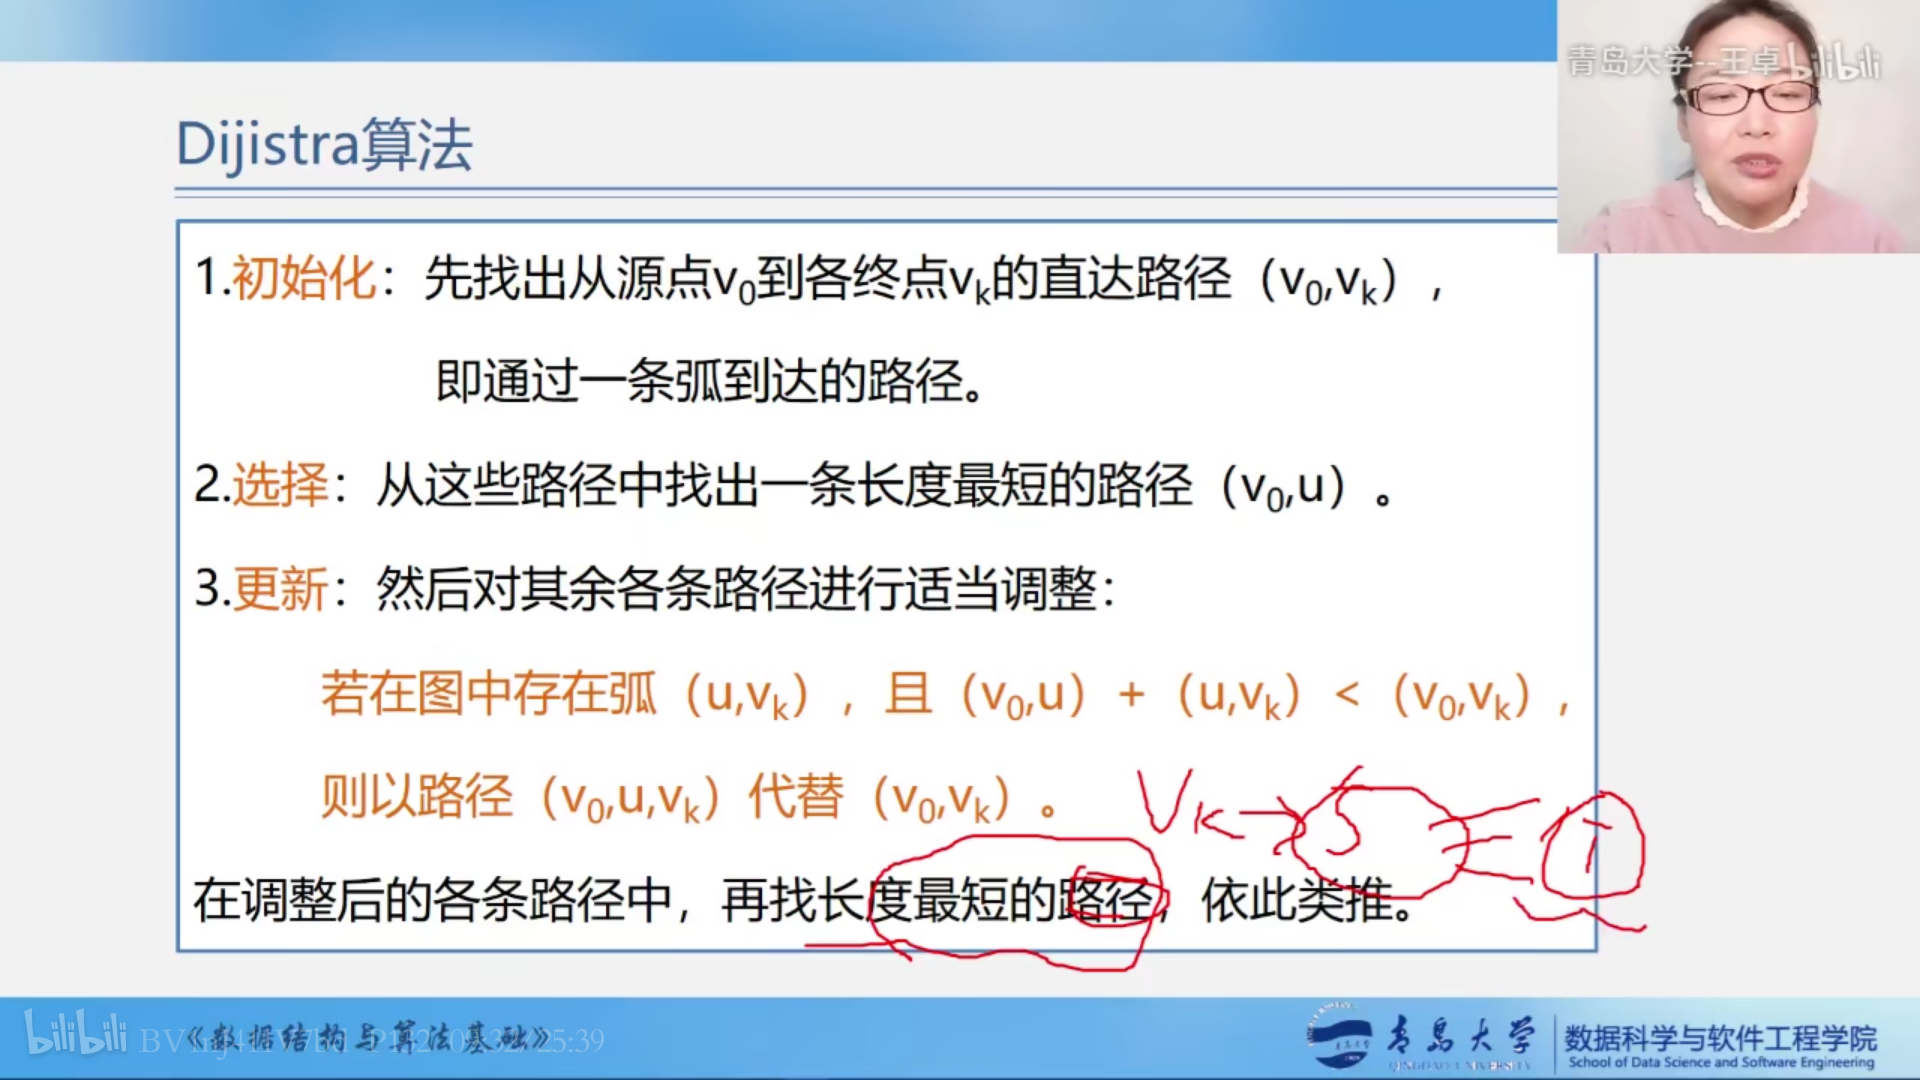 青岛大学--王卓 bilibili
Dijistra算法
1.初始化：先找出从源点v0到各终点vk的直达路径（v0,vk），
即通过一条弧到达的路径。
2.选择：从这些路径中找出一条长度最短的路径（v0,u）。
3.更新：然后对其余各条路径进行适当调整：
若在图中存在弧（u,vk），且（v0,u）+（u,vk）<（v0,vk），
则以路径（v0,u,vk）代替（v0,vk）。
VK S T
在调整后的各条路径中，再找长度最短的路径，依此类推。
bilibili
《数据结构与算法基础》
25:39
青岛大学
QINGDAO UNIVERSITY
数据科学与软件工程学院
School of Data Science and Software Engineering